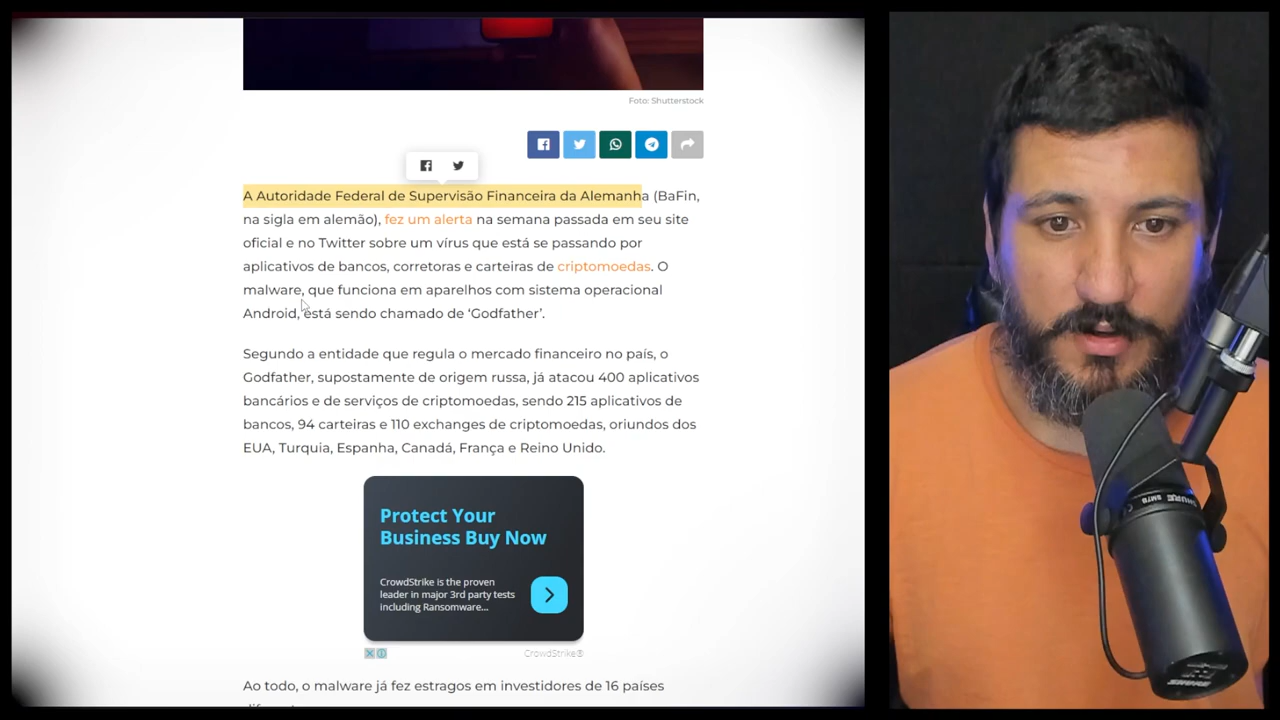 Foto: Shutterstock
A Autoridade Federal de Supervisão Financeira da Alemanha (BaFin,
na sigla em alemão), fez um alerta na semana passada em seu site
oficial e no Twitter sobre um vírus que está se passando por
aplicativos de bancos, corretoras e carteiras de criptomoedas. O
malware, que funciona em aparelhos com sistema operacional
Android, está sendo chamado de ‘Godfather’.
Segundo a entidade que regula o mercado financeiro no país, o
Godfather, supostamente de origem russa, já atacou 400 aplicativos
bancários e de serviços de criptomoedas, sendo 215 aplicativos de
bancos, 94 carteiras e 110 exchanges de criptomoedas, oriundos dos
EUA, Turquia, Espanha, Canadá, França e Reino Unido.
Protect Your
Business Buy Now
CrowdStrike is the proven
leader in major 3rd party tests
including Ransomware...
CrowdStrike®
Ao todo, o malware já fez estragos em investidores de 16 países
SHURE SM7B
SHURE